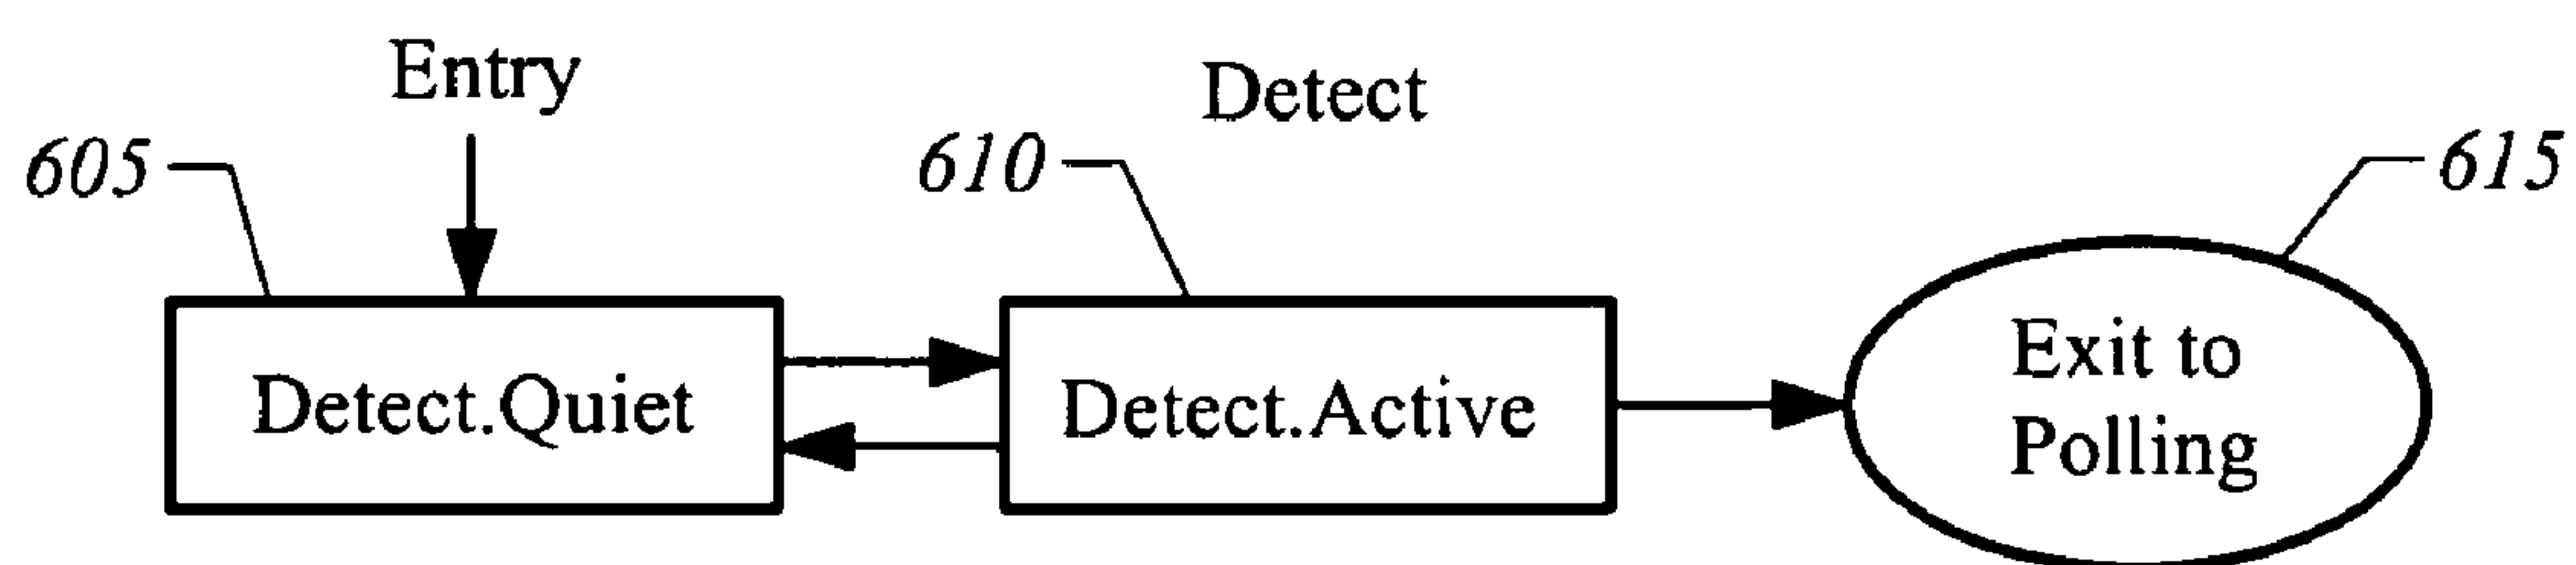 Entry
Detect
605
610
615
Detect.Quiet
Detect.Active
Exit to
Polling